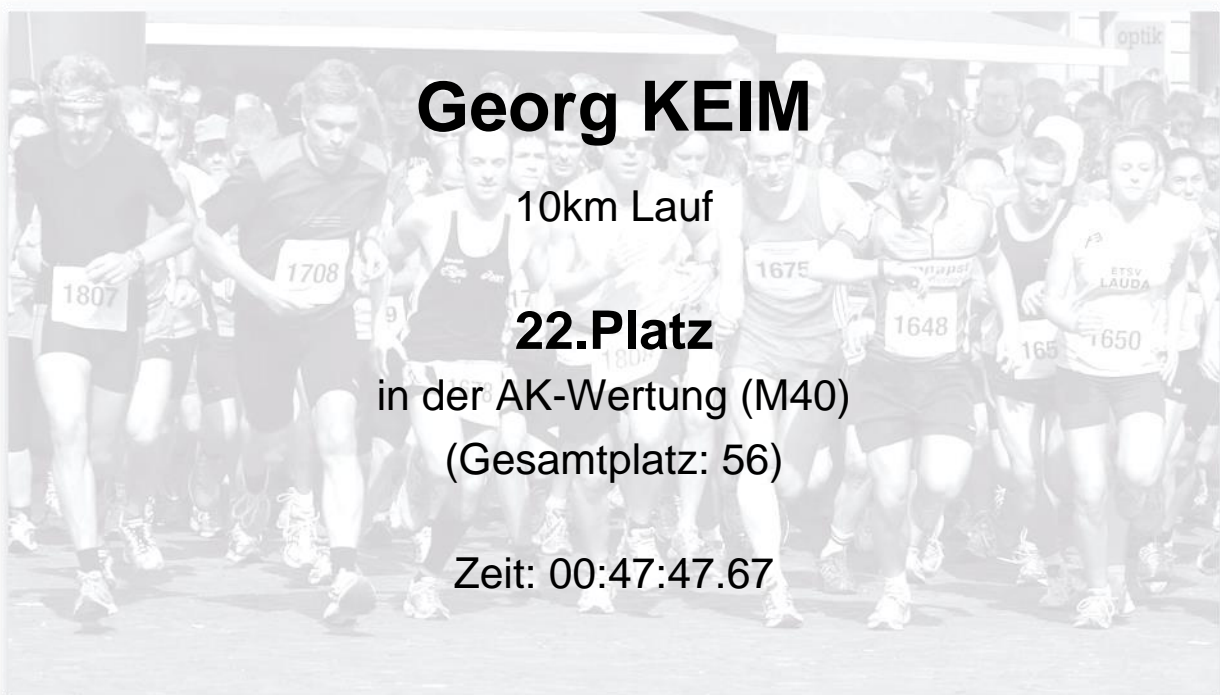 optik
Georg KEIM
10km Lauf
1708
1675
1807
ETSV
LAUDA
1648
1650
165
22.Platz
in der AK-Wertung (M40)
(Gesamtplatz: 56)
Zeit: 00:47:47.67